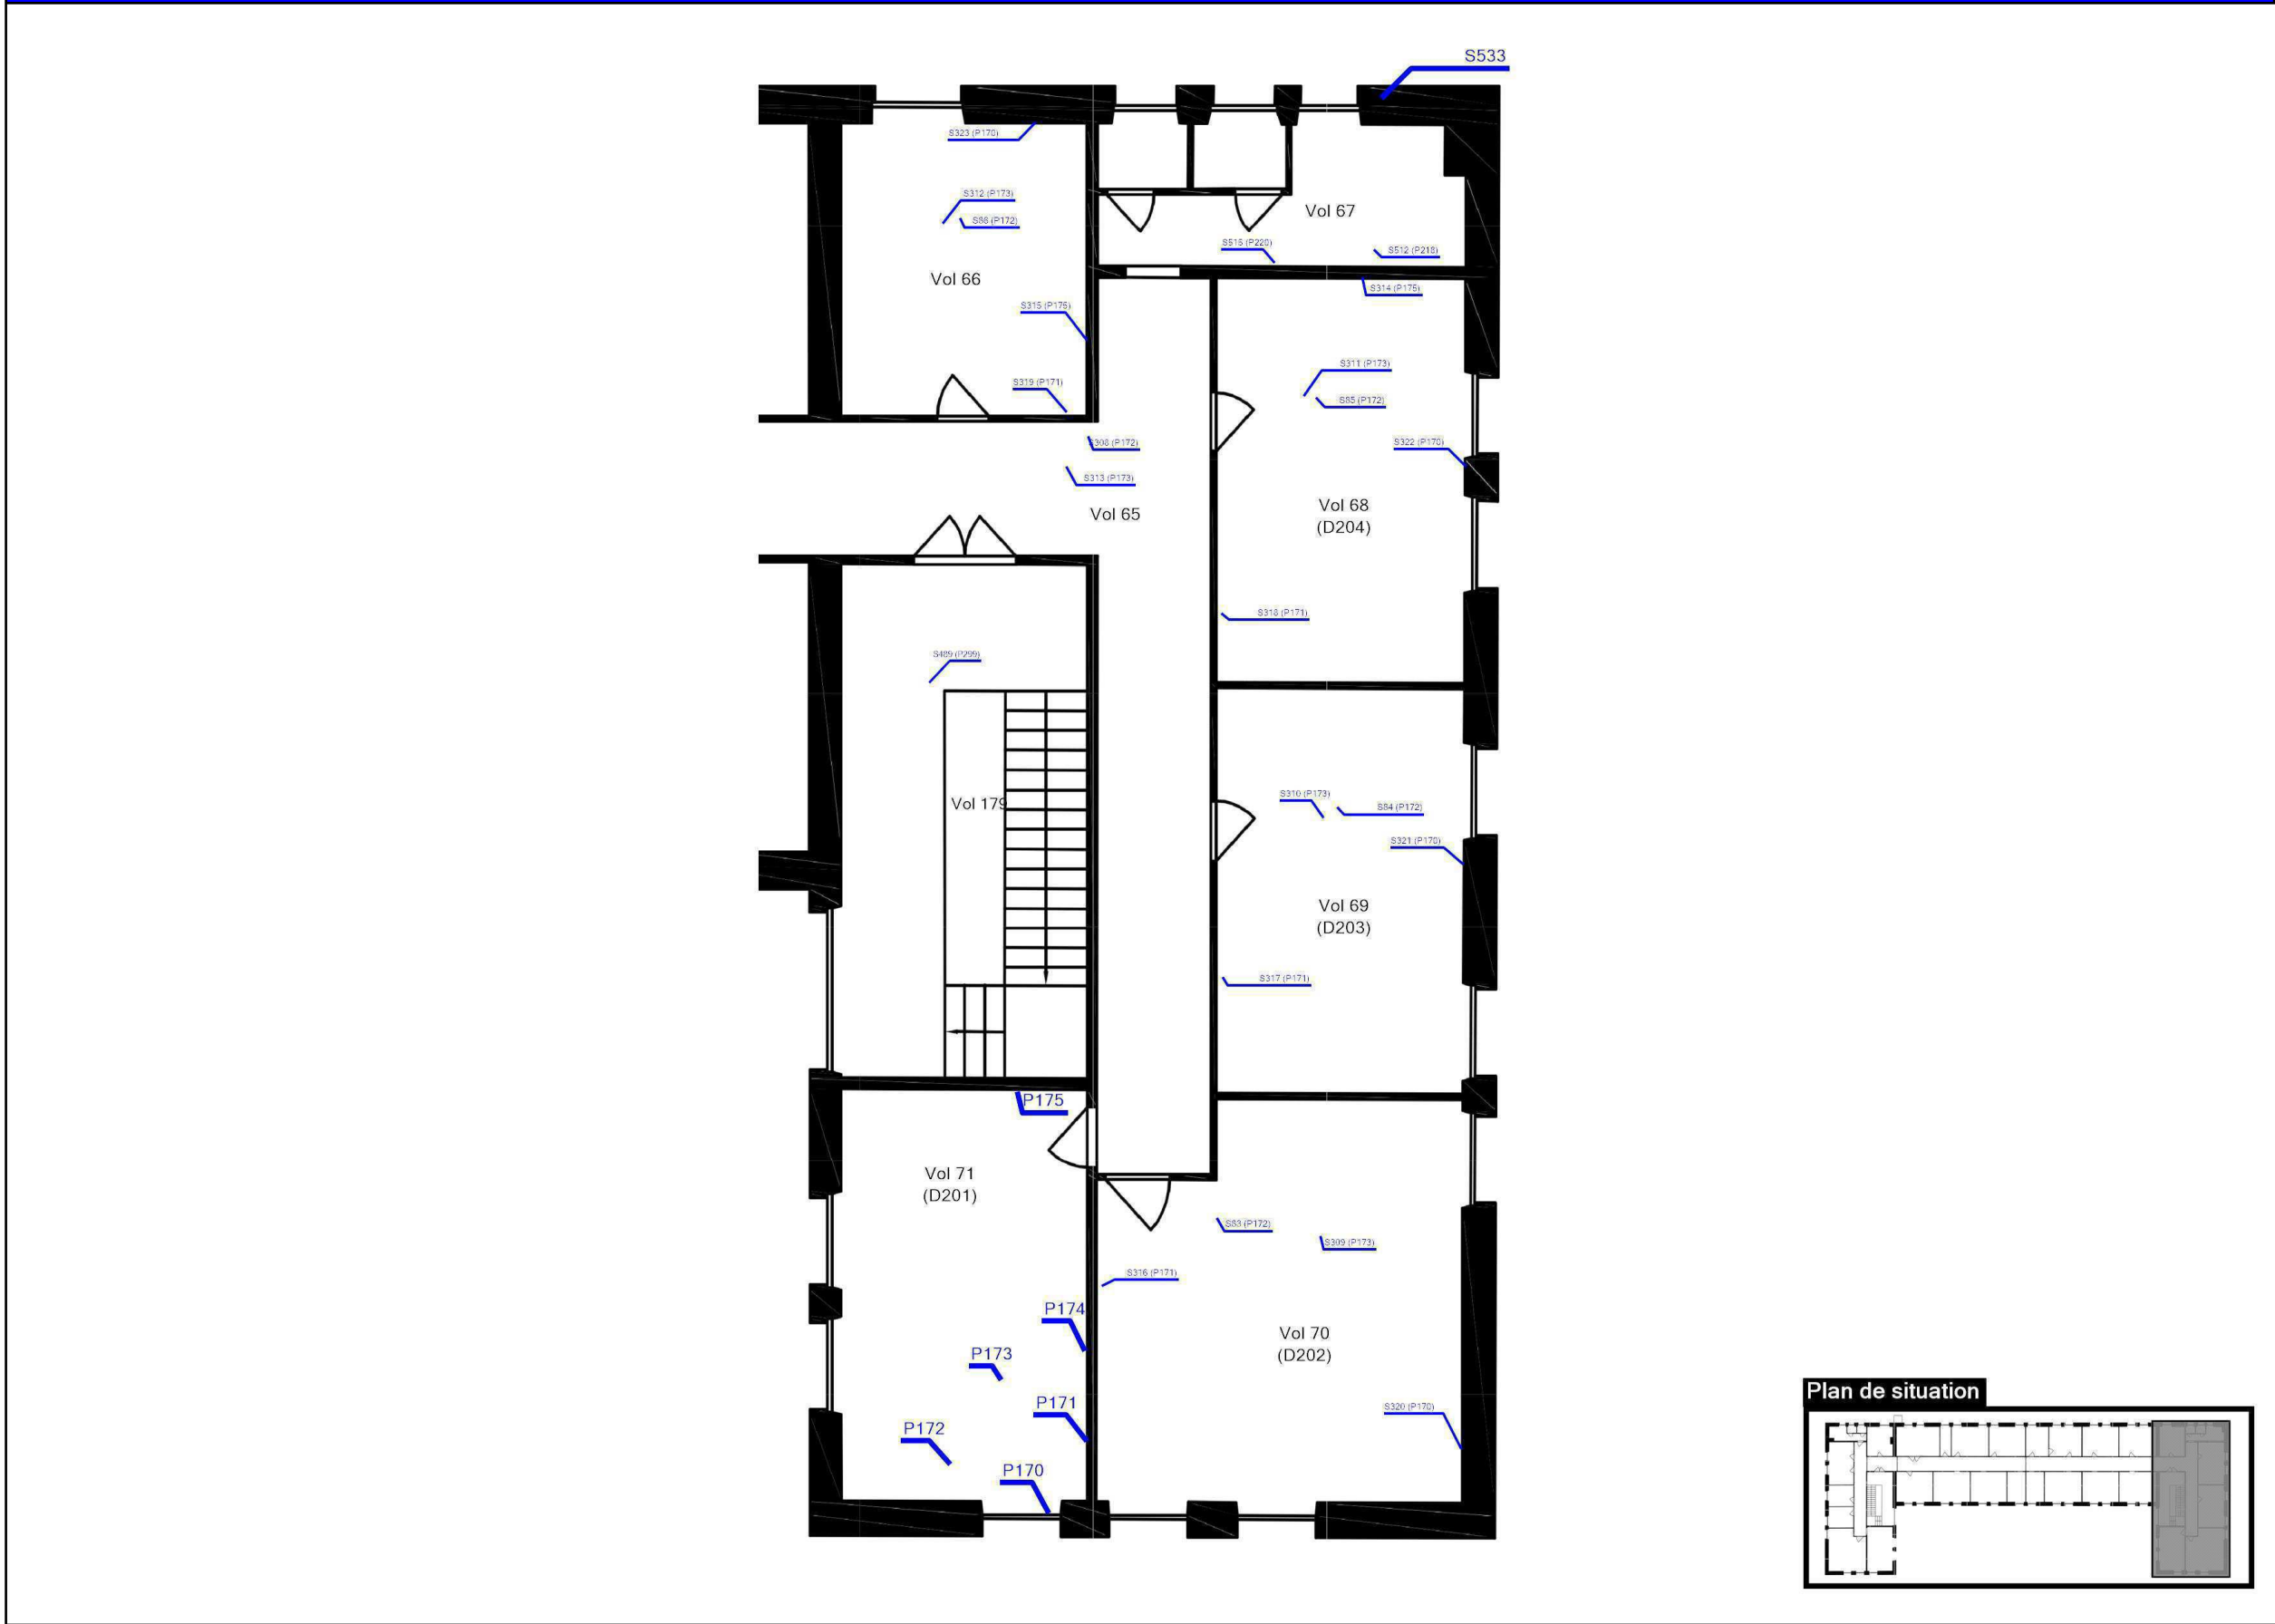 S533
S323 (P170)
S312 (P173)
S86 (P172)
Vol 67
S515 (P220)
S512 (P218)
Vol 66
S314 (P175)
S315 (P175)
S311 (P173)
S319 (P171)
S85 (P172)
S308 (P172)
S322 (P170)
S313 (P173)
Vol 65
Vol 68
(D204)
S318 (P171)
S489 (P299)
Vol 179
S310 (P173)
S84 (P172)
S321 (P170)
Vol 69
(D203)
S317 (P171)
P175
Vol 71
(D201)
S83 (P172)
S309 (P173)
S316 (P171)
P174
Vol 70
(D202)
P173
P171
S320 (P170)
P172
P170
Plan de situation